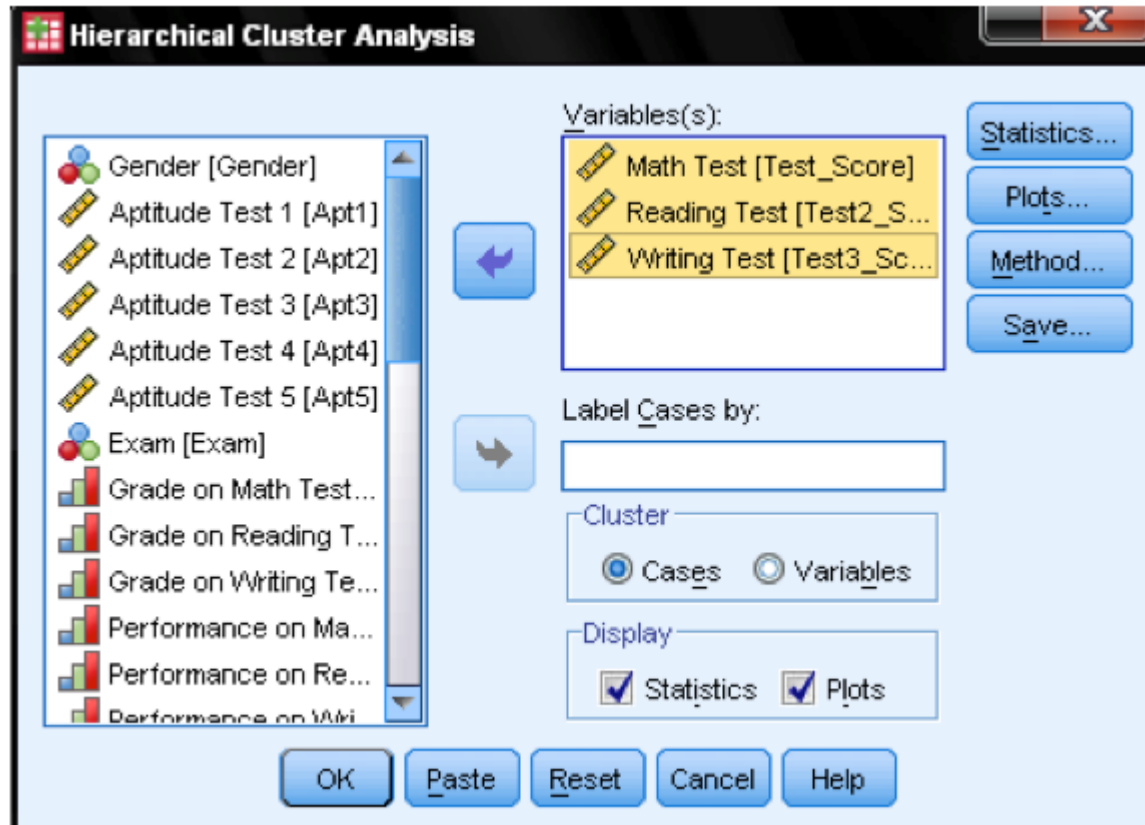 Hierarchical Cluster Analysis
Gender [Gender]
Aptitude Test 1 [Apt1]
Aptitude Test 2 [Apt2]
Aptitude Test 3 [Apt3]
Aptitude Test 4 [Apt4]
Aptitude Test 5 [Apt5]
Exam [Exam]
Grade on Math Test...
Grade on Reading T...
Grade on Writing Te...
Performance on Ma...
Performance on Re...
Performance on Wri
Variables(s):
Math Test [Test_Score]
Reading Test [Test2_S...
Writing Test [Test3_Sc...
Label Cases by:
Cluster
Cases Variables
Display
Statistics Plots
Statistics...
Plots...
Method...
Save...
OK Paste Reset Cancel Help